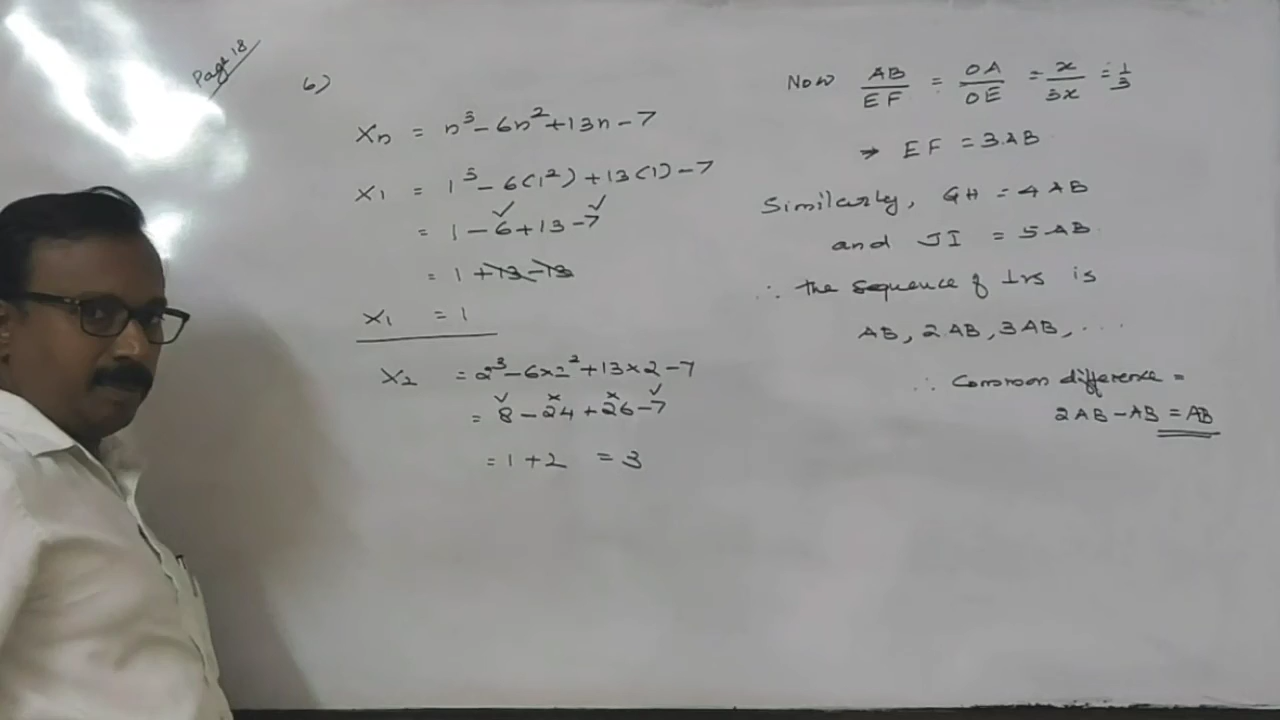 Page 18
6)
Xn = n³ - 6n² + 13n - 7
X1 = 1³ - 6(1²) + 13(1) - 7
= 1 - 6 + 13 - 7
= 1 + 13 - 13
X1 = 1
X2 = 2³ - 6×2² + 13×2 - 7
= 8 - 24 + 26 - 7
= 1 + 2 = 3
Now AB/EF = OA/OE = x/3x = 1/3
→ EF = 3AB
Similarly, GH = 4AB
and JI = 5AB
∴ the sequence of ⊥rs is
AB, 2AB, 3AB, ...
∴ Common difference =
2AB - AB = AB